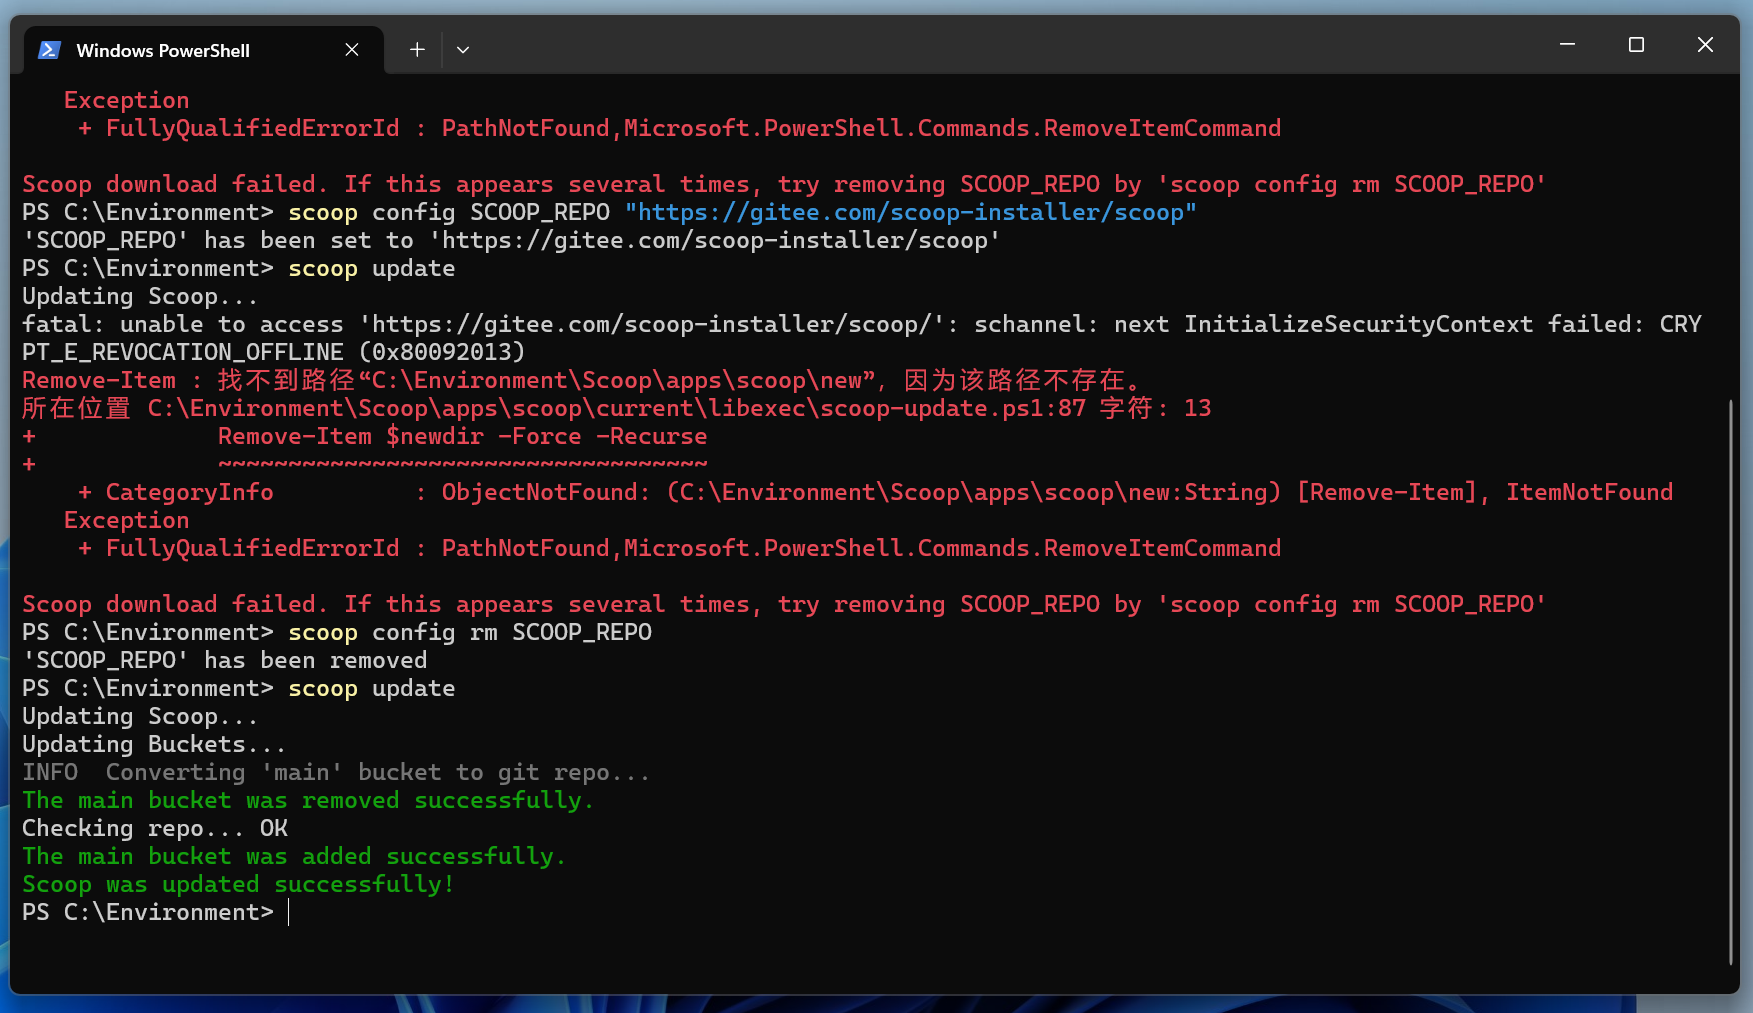 Windows PowerShell
Exception
+ FullyQualifiedErrorId : PathNotFound,Microsoft.PowerShell.Commands.RemoveItemCommand
Scoop download failed. If this appears several times, try removing SCOOP_REPO by 'scoop config rm SCOOP_REPO'
PS C:\Environment> scoop config SCOOP_REPO "https://gitee.com/scoop-installer/scoop"
'SCOOP_REPO' has been set to 'https://gitee.com/scoop-installer/scoop'
PS C:\Environment> scoop update
Updating Scoop...
fatal: unable to access 'https://gitee.com/scoop-installer/scoop/': schannel: next InitializeSecurityContext failed: CRY
PT_E_REVOCATION_OFFLINE (0x80092013)
Remove-Item : 找不到路径“C:\Environment\Scoop\apps\scoop\new”，因为该路径不存在。
所在位置 C:\Environment\Scoop\apps\scoop\current\libexec\scoop-update.ps1:87 字符: 13
+             Remove-Item $newdir -Force -Recurse
+             ~~~~~~~~~~~~~~~~~~~~~~~~~~~~~~~~~~~
+ CategoryInfo          : ObjectNotFound: (C:\Environment\Scoop\apps\scoop\new:String) [Remove-Item], ItemNotFound
Exception
+ FullyQualifiedErrorId : PathNotFound,Microsoft.PowerShell.Commands.RemoveItemCommand
Scoop download failed. If this appears several times, try removing SCOOP_REPO by 'scoop config rm SCOOP_REPO'
PS C:\Environment> scoop config rm SCOOP_REPO
'SCOOP_REPO' has been removed
PS C:\Environment> scoop update
Updating Scoop...
Updating Buckets...
INFO  Converting 'main' bucket to git repo...
The main bucket was removed successfully.
Checking repo... OK
The main bucket was added successfully.
Scoop was updated successfully!
PS C:\Environment>